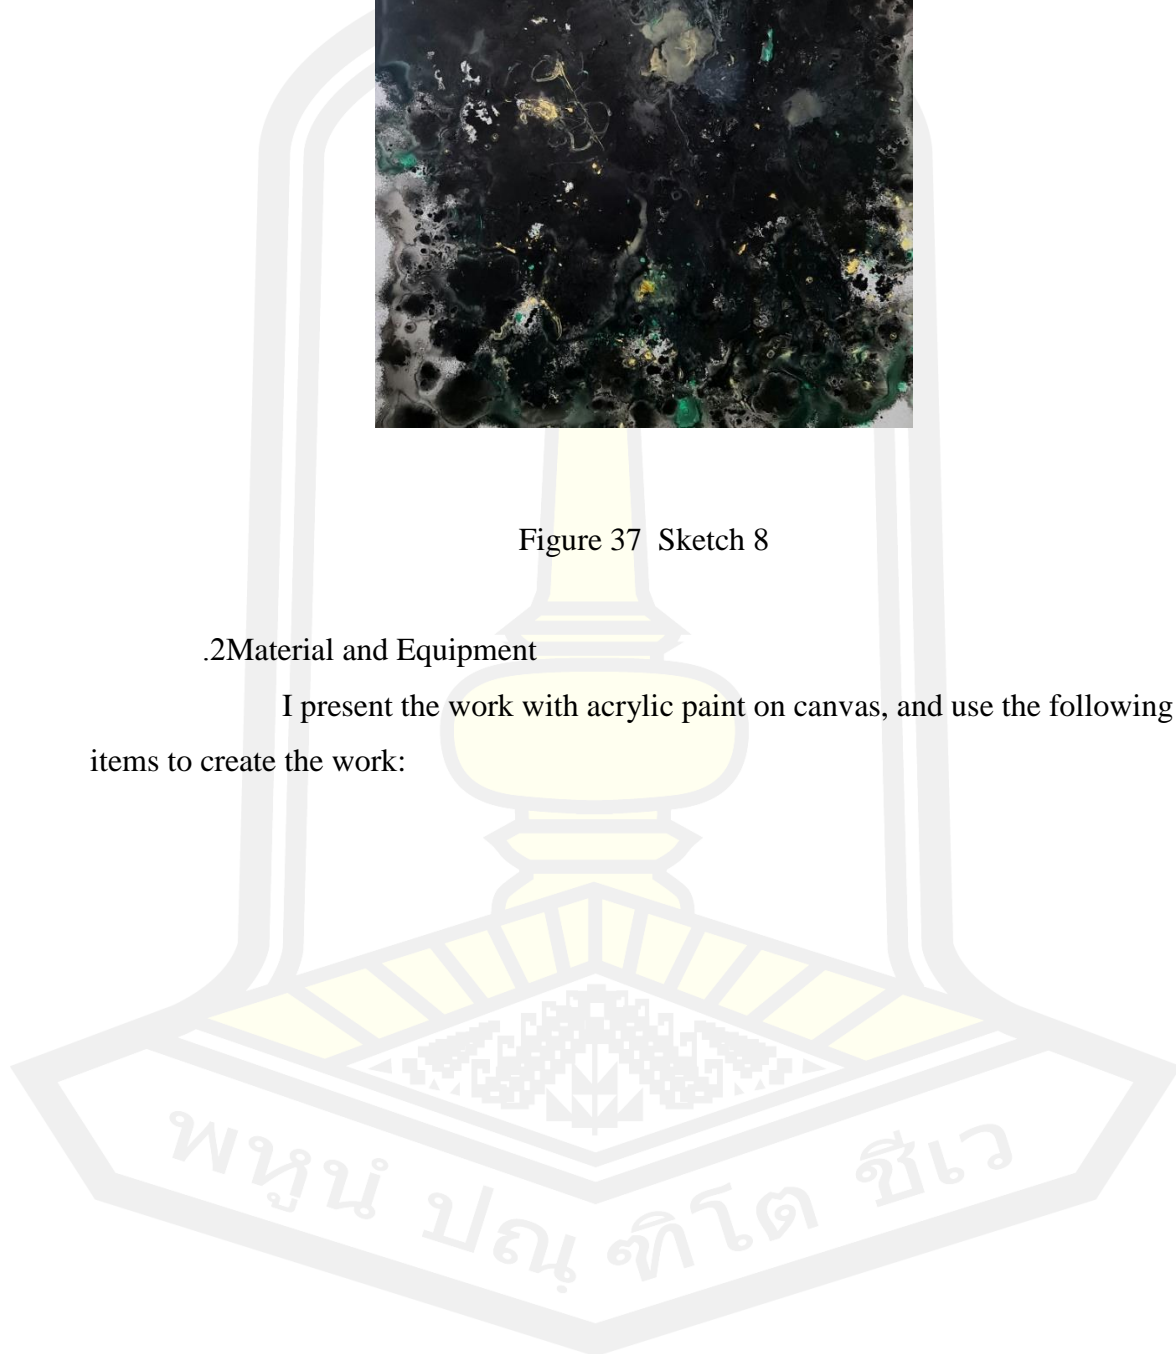 Figure 37  Sketch 8
.2Material and Equipment
I present the work with acrylic paint on canvas, and use the following
items to create the work:
พหูนํ ปณฺฑิโต ชีเว